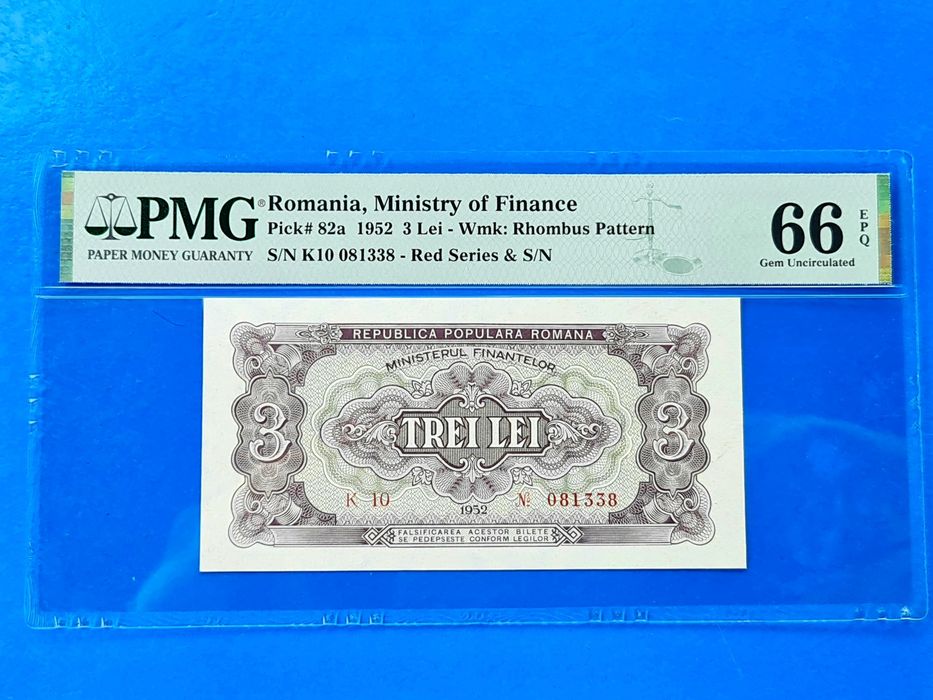 PMG® Romania, Ministry of Finance
Pick# 82a 1952 3 Lei - Wmk: Rhombus Pattern
PAPER MONEY GUARANTY
S/N K10 081338 - Red Series & S/N
66 EPQ
Gem Uncirculated
REPUBLICA POPULARA ROMANA
MINISTERUL FINANTELOR
3 TREI LEI 3
K 10 № 081338
1952
FALSIFICAREA ACESTOR BILETE
SE PEDEPSESTE CONFORM LEGILOR